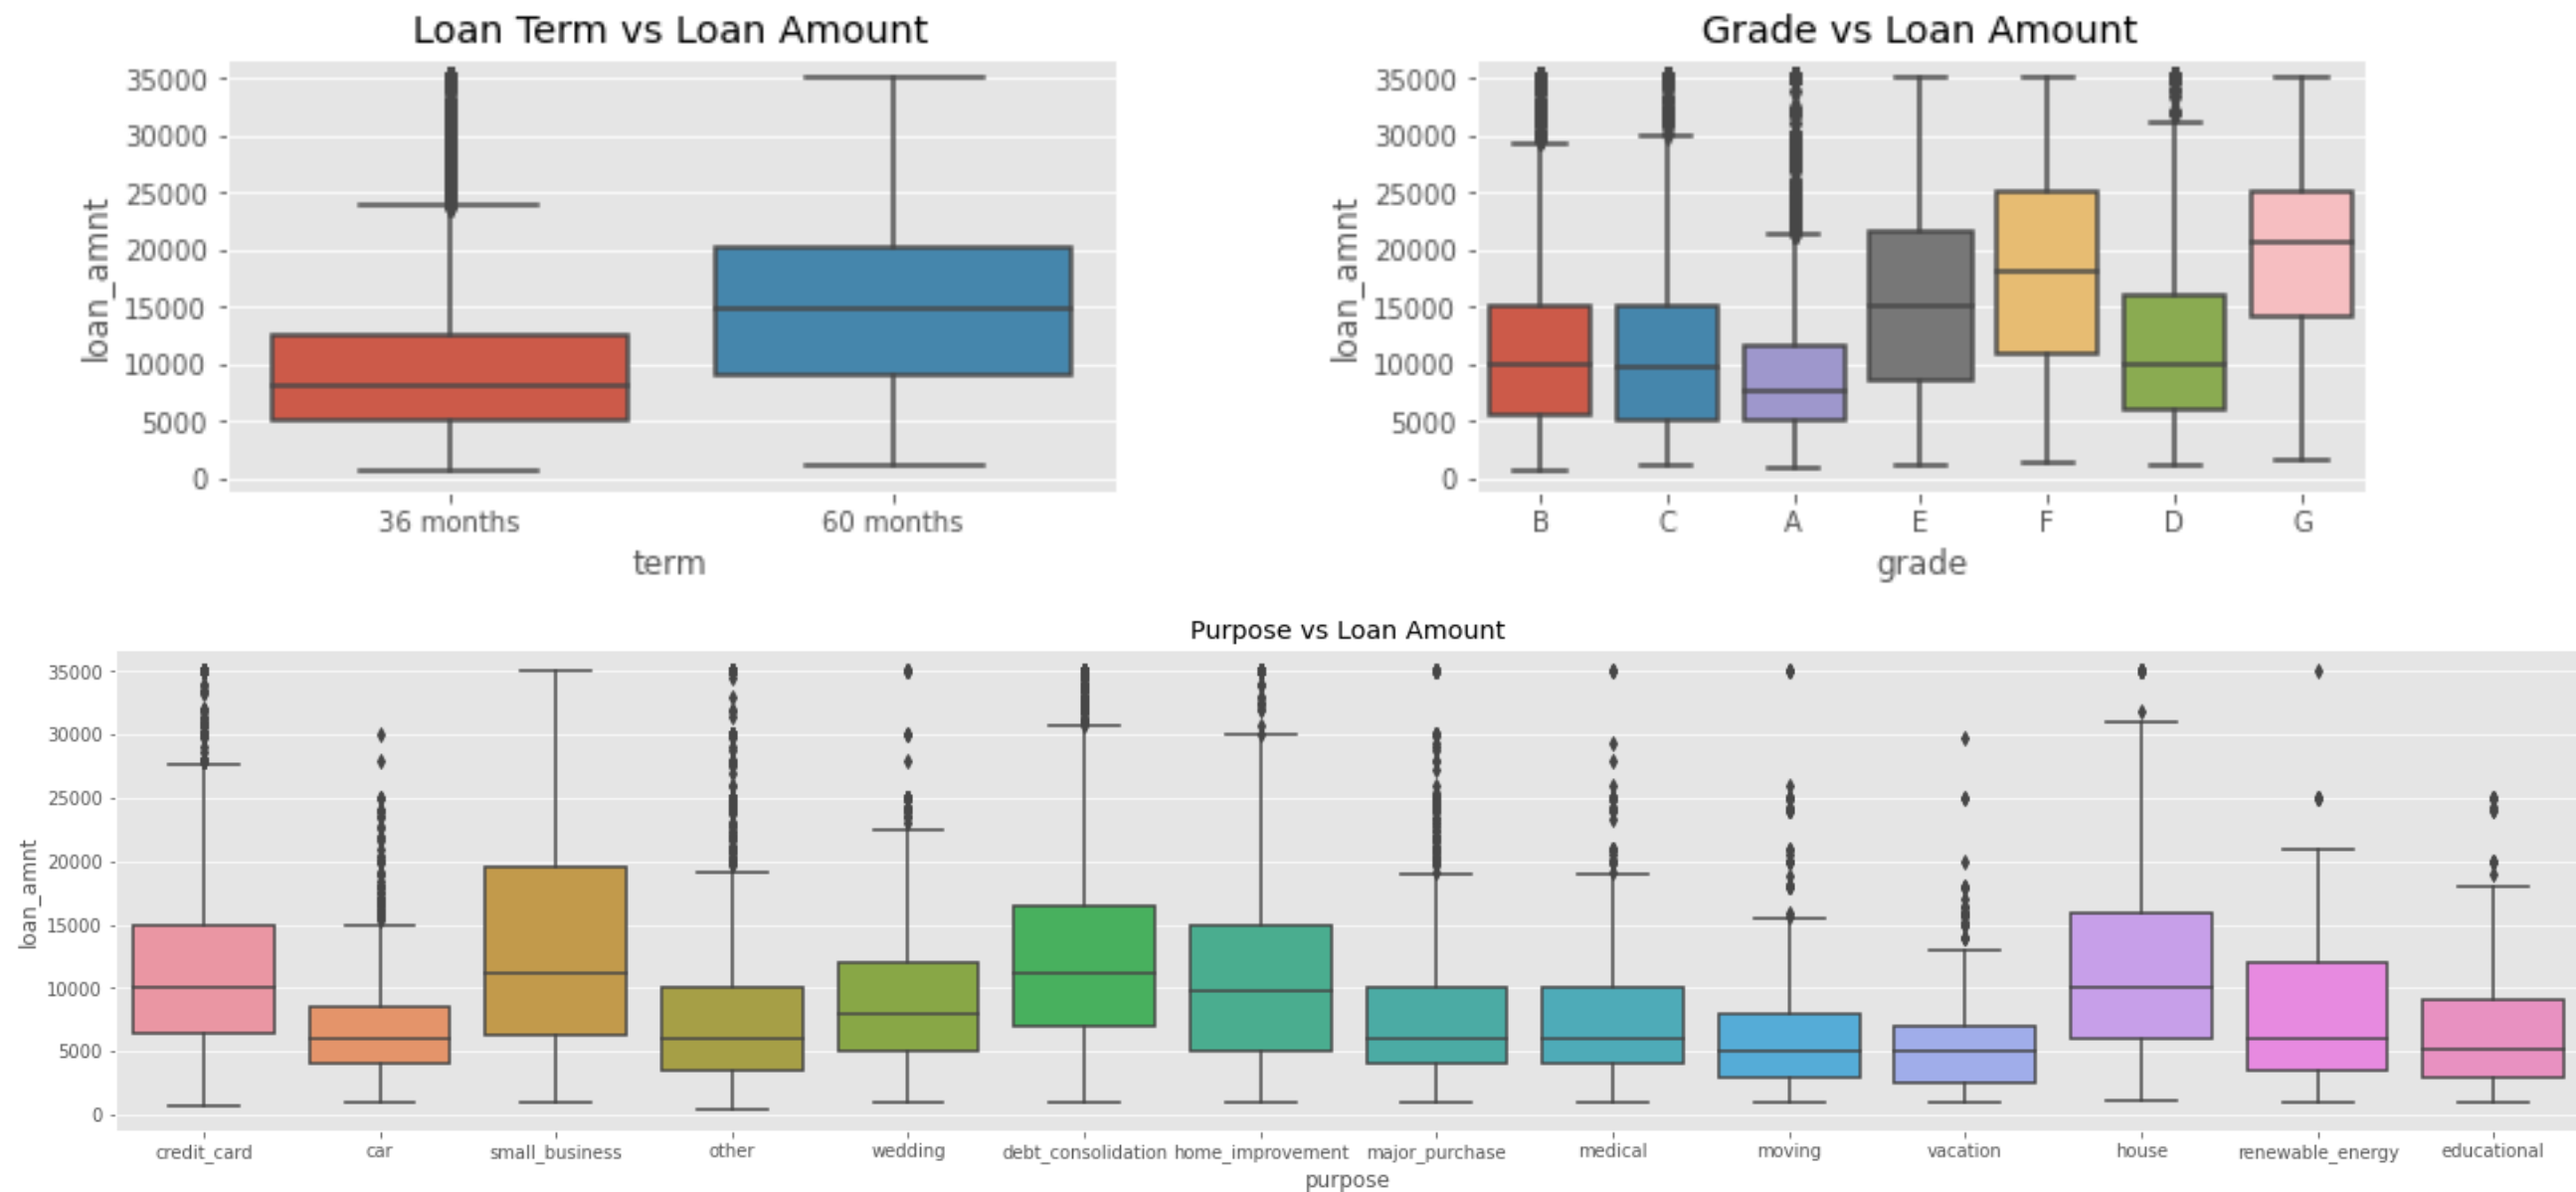 Loan Term vs Loan Amount
35000
30000
25000
20000
15000
10000
5000
0
loan_amnt
36 months 60 months
term
Grade vs Loan Amount
35000
30000
25000
20000
15000
10000
5000
0
loan_amnt
B C A E F D G
grade
Purpose vs Loan Amount
35000
30000
25000
20000
15000
10000
5000
0
loan_amnt
credit_card car small_business other wedding debt_consolidation home_improvement major_purchase medical moving vacation house renewable_energy educational
purpose